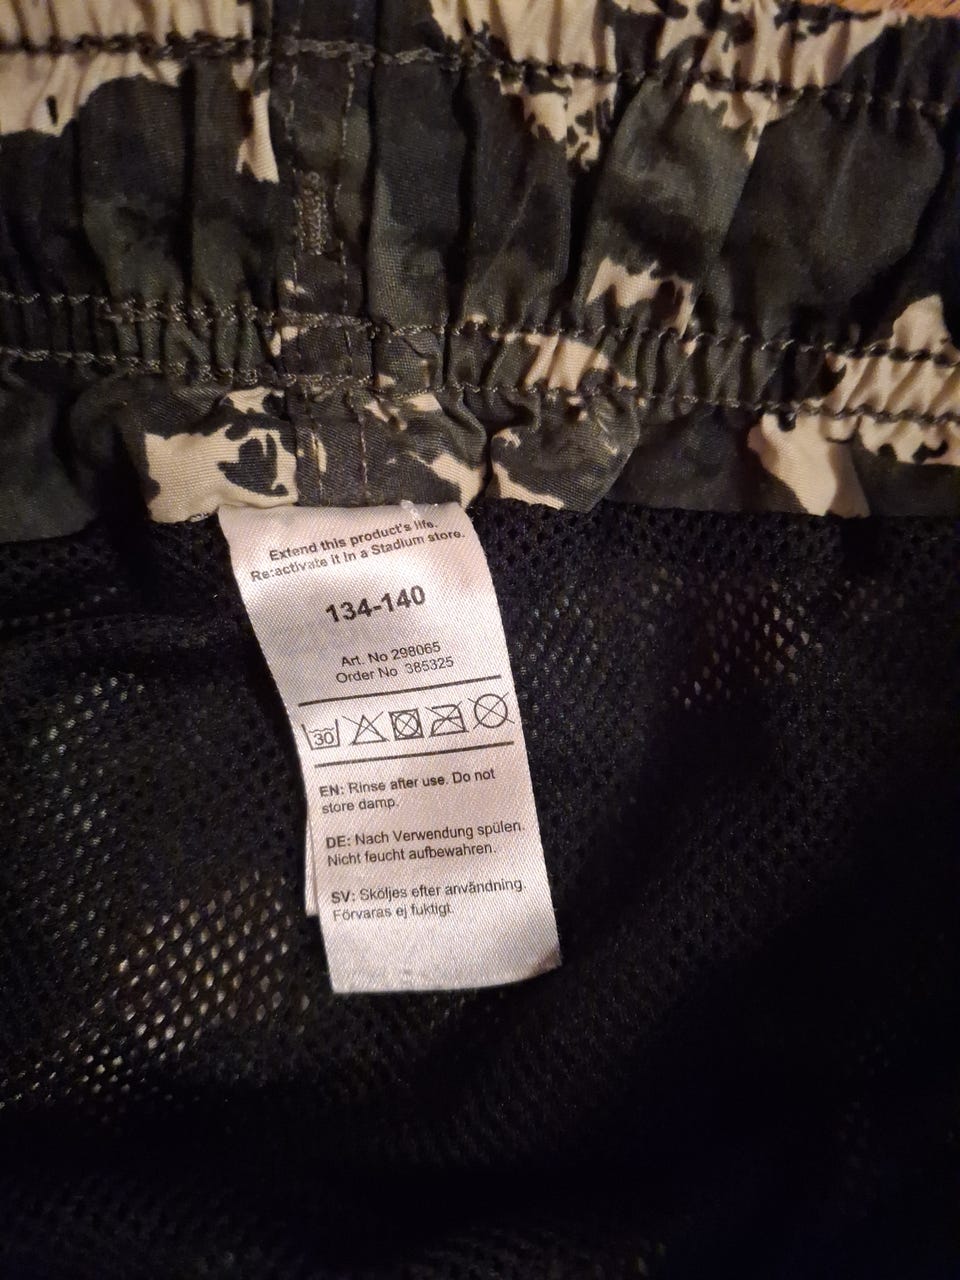 Extend this product's life.
Re:activate it in a Stadium store.
134-140
Art. No 298065
Order No 385325
30
EN: Rinse after use. Do not
store damp.
DE: Nach Verwendung spülen.
Nicht feucht aufbewahren.
SV: Sköljes efter användning.
Förvaras ej fuktigt.